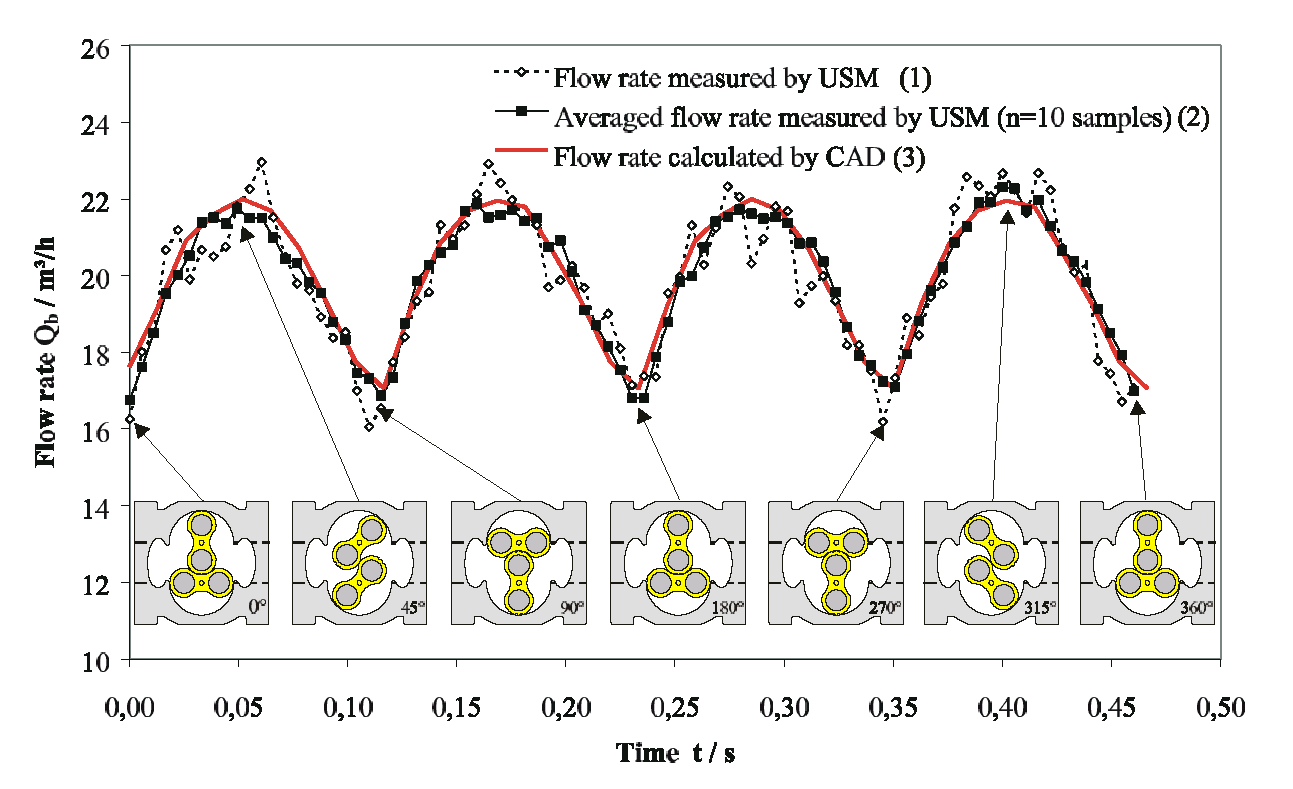 26
24
22
20
18
16
14
12
10
Flow rate Qb / m³/h
Flow rate measured by USM (1)
Averaged flow rate measured by USM (n=10 samples) (2)
Flow rate calculated by CAD (3)
0°
45°
90°
180°
270°
315°
360°
0,00 0,05 0,10 0,15 0,20 0,25 0,30 0,35 0,40 0,45 0,50
Time t / s